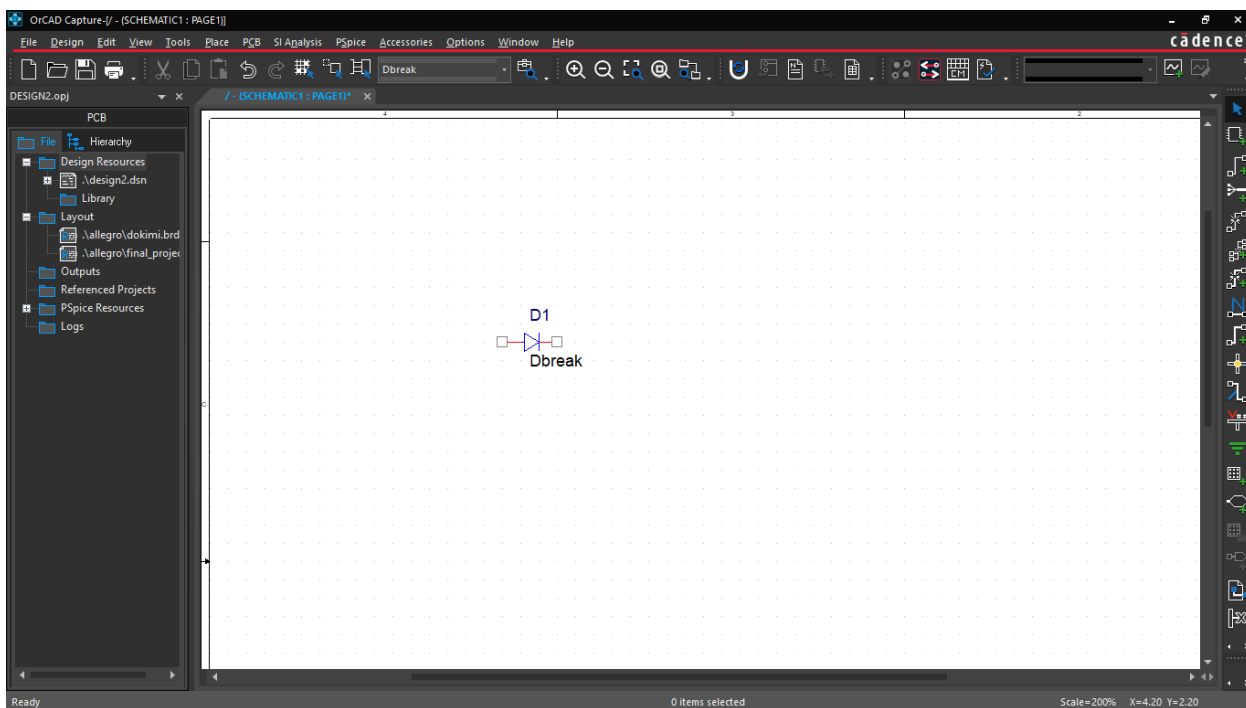 OrCAD Capture-[/ - (SCHEMATIC1 : PAGE1)]
File Design Edit View Tools Place PCB SI Analysis PSpice Accessories Options Window Help
cādence
Dbreak
CM
DESIGN2.opj
/ - (SCHEMATIC1 : PAGE1)*
PCB
4 3 2
File Hierarchy
Design Resources
.\design2.dsn
Library
Layout
.\allegro\dokimi.brd
.\allegro\final_projec
Outputs
Referenced Projects
PSpice Resources
Logs
D1
Dbreak
C
Ready 0 items selected Scale=200% X=4.20 Y=2.20